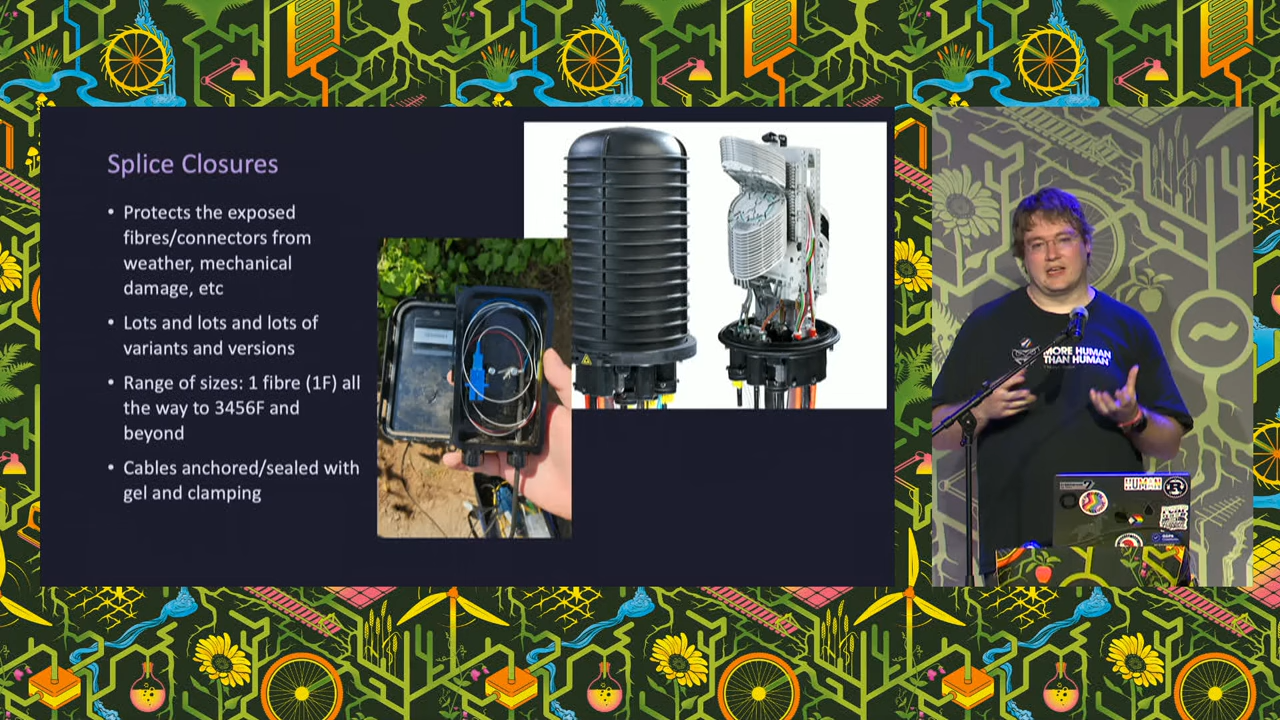 Splice Closures
• Protects the exposed
fibres/connectors from
weather, mechanical
damage, etc
• Lots and lots and lots of
variants and versions
• Range of sizes: 1 fibre (1F) all
the way to 3456F and
beyond
• Cables anchored/sealed with
gel and clamping
MORE HUMAN
THAN HUMAN
HUMAN